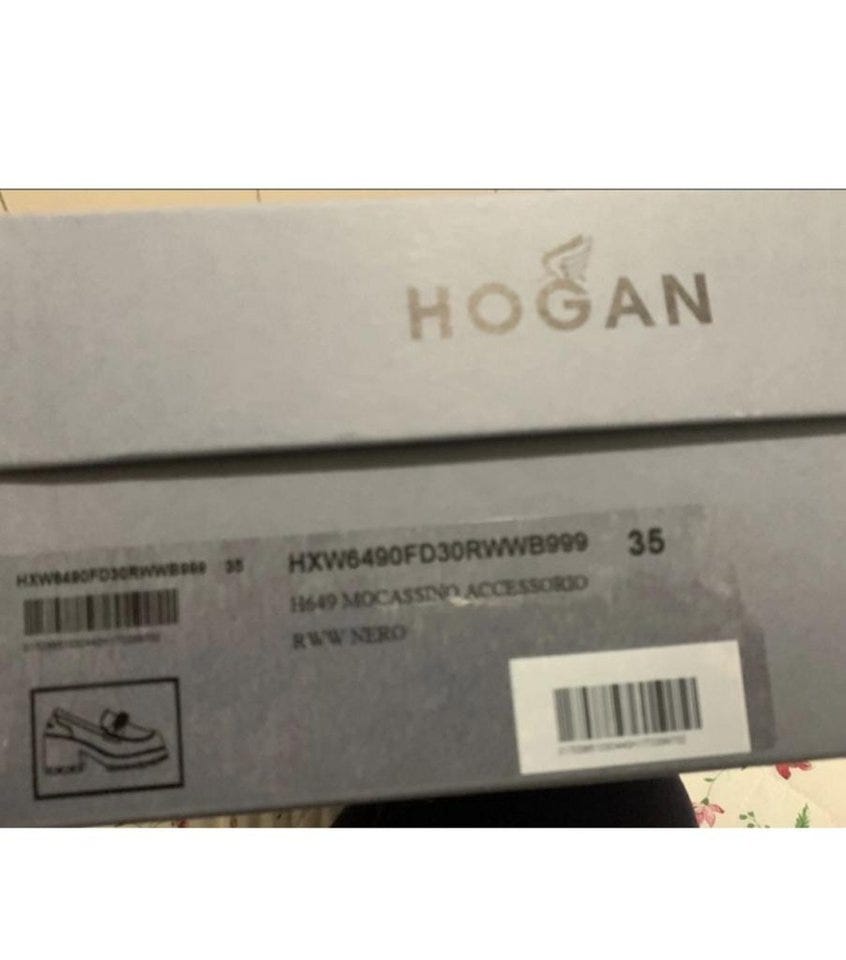 HOGAN
HXW6490FD30RWWB999 35
HXW6490FD30RWWB999 35
H649 MOCASSINO ACCESSORIO
RWW NERO